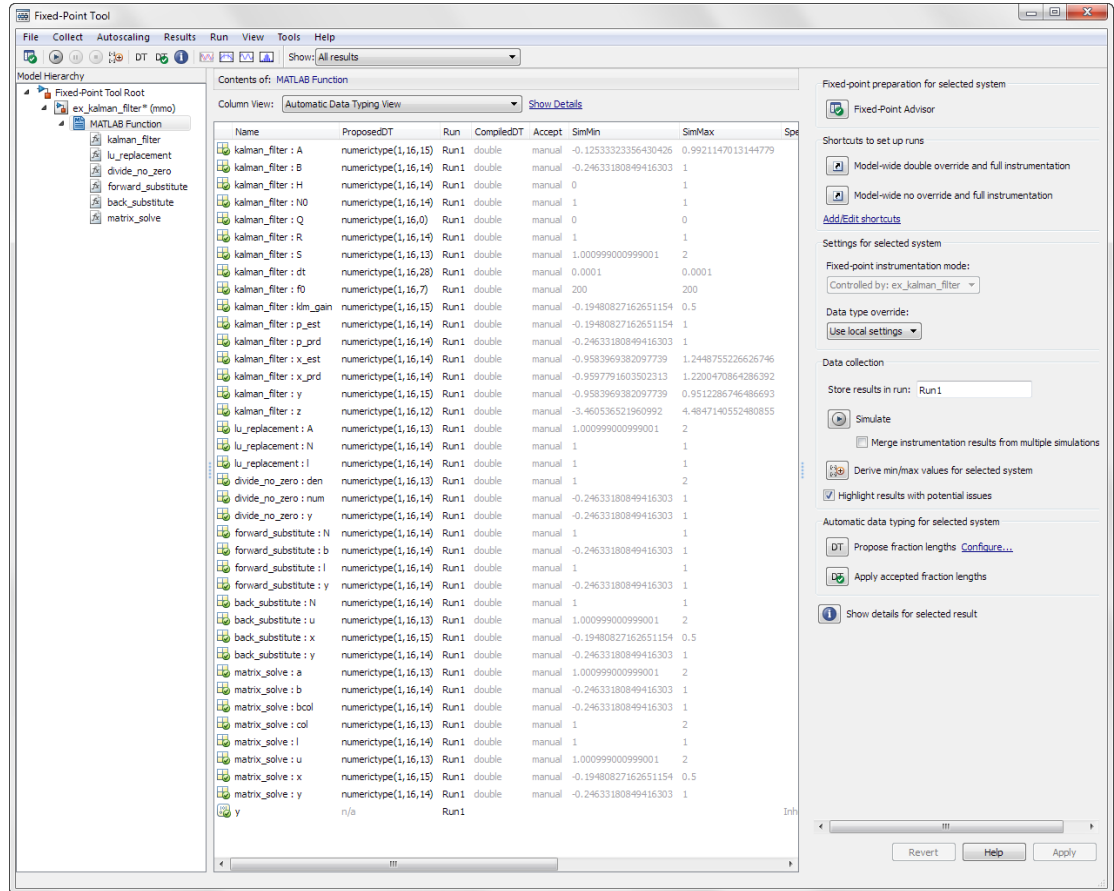 Fixed-Point Tool
File Collect Autoscaling Results Run View Tools Help
DT Show: All results
Model Hierarchy
Fixed-Point Tool Root
ex_kalman_filter* (mmo)
MATLAB Function
kalman_filter
lu_replacement
divide_no_zero
forward_substitute
back_substitute
matrix_solve
Contents of: MATLAB Function
Column View: Automatic Data Typing View Show Details
Name ProposedDT Run CompiledDT Accept SimMin SimMax Spe
kalman_filter : A numerictype(1,16,15) Run1 double manual -0.12533323356430426 0.9921147013144779
kalman_filter : B numerictype(1,16,14) Run1 double manual -0.24633180849416303 1
kalman_filter : H numerictype(1,16,14) Run1 double manual 0 1
kalman_filter : N0 numerictype(1,16,14) Run1 double manual 1 1
kalman_filter : Q numerictype(1,16,0) Run1 double manual 0 0
kalman_filter : R numerictype(1,16,14) Run1 double manual 1 1
kalman_filter : S numerictype(1,16,13) Run1 double manual 1.000999000999001 2
kalman_filter : dt numerictype(1,16,28) Run1 double manual 0.0001 0.0001
kalman_filter : f0 numerictype(1,16,7) Run1 double manual 200 200
kalman_filter : klm_gain numerictype(1,16,15) Run1 double manual -0.19480827162651154 0.5
kalman_filter : p_est numerictype(1,16,14) Run1 double manual -0.19480827162651154 1
kalman_filter : p_prd numerictype(1,16,14) Run1 double manual -0.24633180849416303 1
kalman_filter : x_est numerictype(1,16,14) Run1 double manual -0.9583969382097739 1.2448755226626746
kalman_filter : x_prd numerictype(1,16,14) Run1 double manual -0.9597791603502313 1.2200470864286392
kalman_filter : y numerictype(1,16,14) Run1 double manual -0.9583969382097739 0.9512286746486693
kalman_filter : z numerictype(1,16,12) Run1 double manual -3.460536521960992 4.4847140552480855
lu_replacement : A numerictype(1,16,13) Run1 double manual 1.000999000999001 2
lu_replacement : N numerictype(1,16,14) Run1 double manual 1 1
lu_replacement : l numerictype(1,16,14) Run1 double manual 1 1
divide_no_zero : den numerictype(1,16,13) Run1 double manual 1 2
divide_no_zero : num numerictype(1,16,14) Run1 double manual -0.24633180849416303 1
divide_no_zero : y numerictype(1,16,14) Run1 double manual -0.24633180849416303 1
forward_substitute : N numerictype(1,16,14) Run1 double manual 1 1
forward_substitute : b numerictype(1,16,14) Run1 double manual -0.24633180849416303 1
forward_substitute : l numerictype(1,16,14) Run1 double manual 1 1
forward_substitute : y numerictype(1,16,14) Run1 double manual -0.24633180849416303 1
back_substitute : N numerictype(1,16,14) Run1 double manual 1 1
back_substitute : u numerictype(1,16,13) Run1 double manual 1.000999000999001 2
back_substitute : x numerictype(1,16,15) Run1 double manual -0.19480827162651154 0.5
back_substitute : y numerictype(1,16,14) Run1 double manual -0.24633180849416303 1
matrix_solve : a numerictype(1,16,13) Run1 double manual 1.000999000999001 2
matrix_solve : b numerictype(1,16,14) Run1 double manual -0.24633180849416303 1
matrix_solve : bcol numerictype(1,16,14) Run1 double manual -0.24633180849416303 1
matrix_solve : col numerictype(1,16,13) Run1 double manual 1 2
matrix_solve : l numerictype(1,16,14) Run1 double manual 1 1
matrix_solve : u numerictype(1,16,13) Run1 double manual 1.000999000999001 2
matrix_solve : x numerictype(1,16,15) Run1 double manual -0.19480827162651154 0.5
matrix_solve : y numerictype(1,16,14) Run1 double manual -0.24633180849416303 1
y n/a Run1 Inh
Fixed-point preparation for selected system
Fixed-Point Advisor
Shortcuts to set up runs
Model-wide double override and full instrumentation
Model-wide no override and full instrumentation
Add/Edit shortcuts
Settings for selected system
Fixed-point instrumentation mode:
Controlled by: ex_kalman_filter
Data type override:
Use local settings
Data collection
Store results in run: Run1
Simulate
Merge instrumentation results from multiple simulations
Derive min/max values for selected system
Highlight results with potential issues
Automatic data typing for selected system
DT Propose fraction lengths Configure...
Apply accepted fraction lengths
Show details for selected result
Revert Help Apply